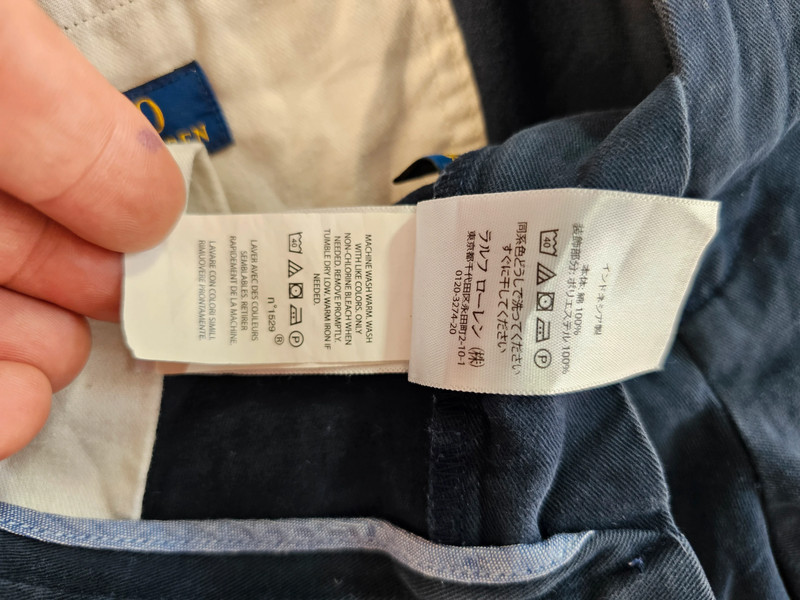 インドネシア製
本体: 綿 100%
装飾部分: ポリエステル 100%
40 P
同系色どうしで洗ってください
すぐに干してください
ラルフ ローレン (株)
東京都千代田区永田町2-10-1
0120-3274-20
MACHINE WASH WARM. WASH
WITH LIKE COLORS. ONLY
NON-CHLORINE BLEACH WHEN
NEEDED. REMOVE PROMPTLY.
TUMBLE DRY LOW. WARM IRON IF
NEEDED.
40 P
n°1529 ®
LAVER AVEC DES COULEURS
SEMBLABLES. RETIRER
RAPIDEMENT DE LA MACHINE.
LAVARE CON COLORI SIMILI.
RIMUOVERE PRONTAMENTE.